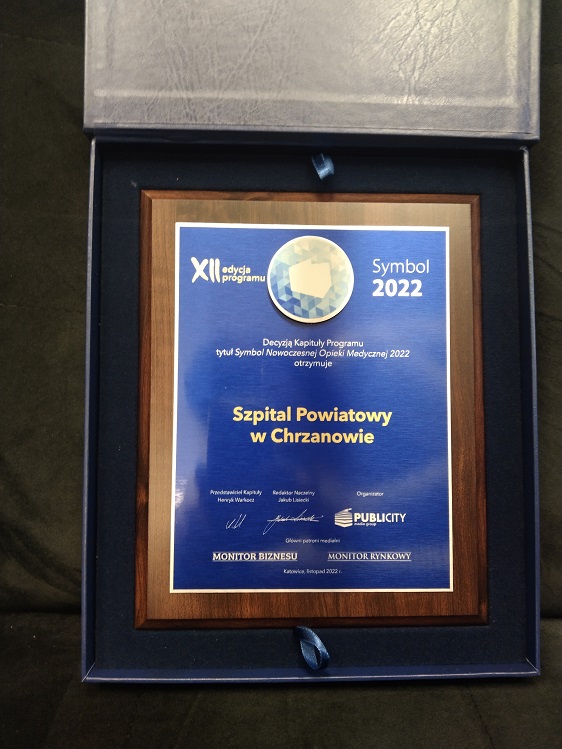 XII edycja
programu
Symbol
2022
Decyzją Kapituły Programu
tytuł Symbol Nowoczesnej Opieki Medycznej 2022
otrzymuje
Szpital Powiatowy
w Chrzanowie
Przedstawiciel Kapituły
Henryk Warkocz
Redaktor Naczelny
Jakub Lisiecki
Organizator
PUBLICITY
media group
Główni patroni medialni
MONITOR BIZNESU
MONITOR RYNKOWY
Katowice, listopad 2022 r.